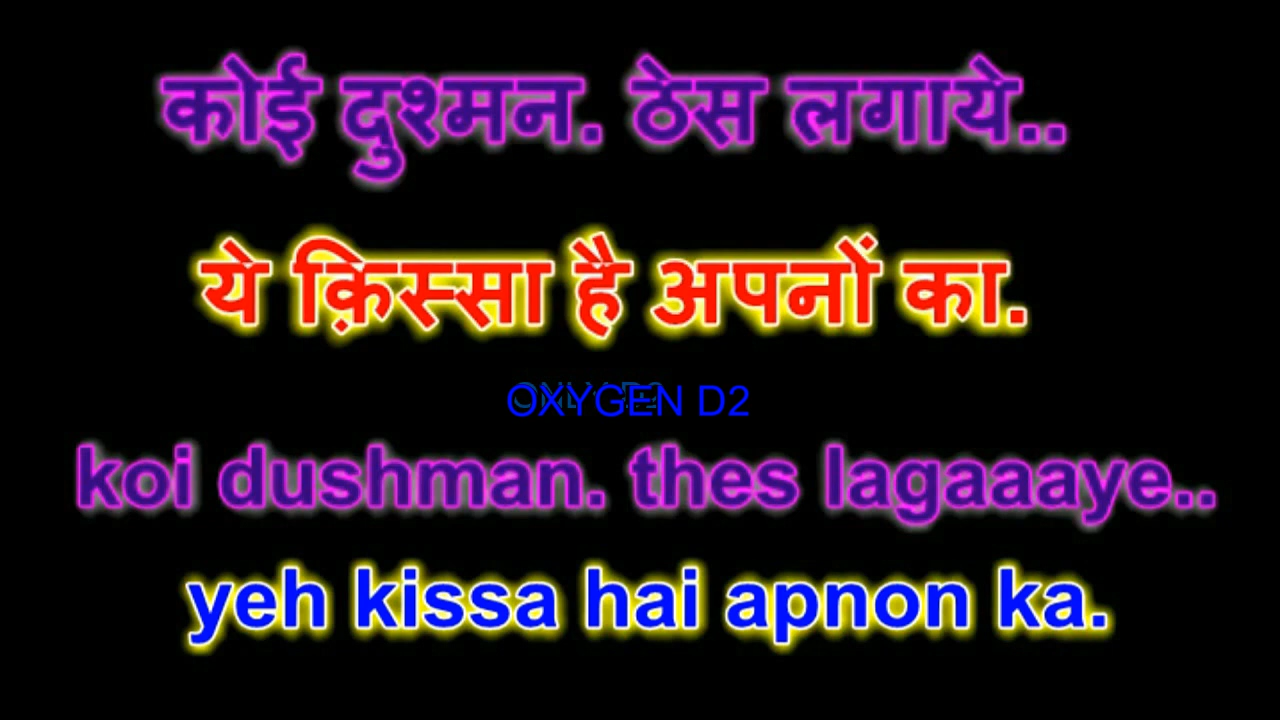 कोई दुश्मन. ठेस लगाये..
ये क़िस्सा है अपनों का.
OXYGEN D2
koi dushman. thes lagaaaye..
yeh kissa hai apnon ka.